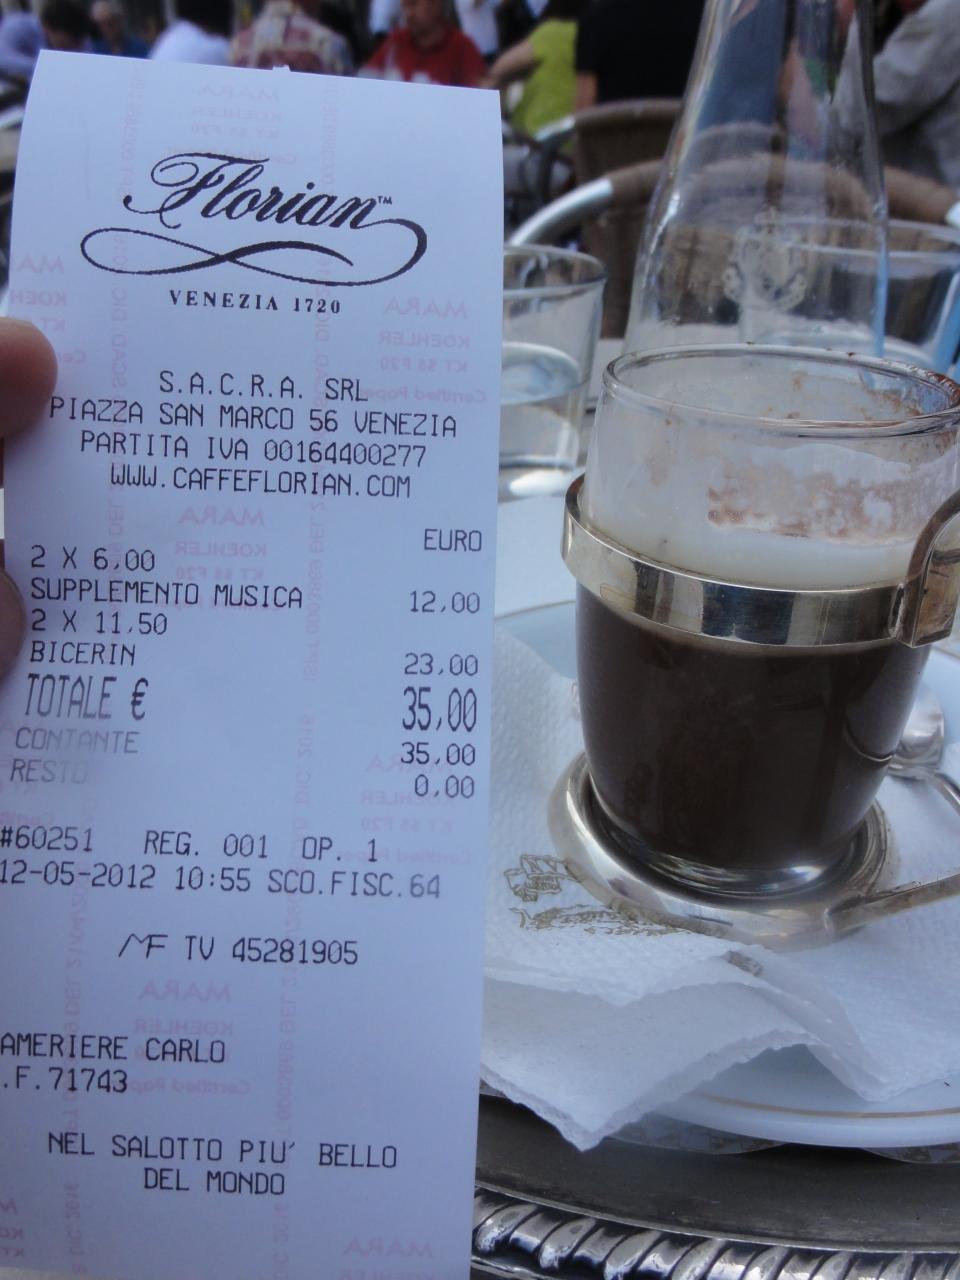 Florian™
VENEZIA 1720
S.A.C.R.A. SRL
PIAZZA SAN MARCO 56 VENEZIA
PARTITA IVA 00164400277
WWW.CAFFEFLORIAN.COM
EURO
2 X 6,00
SUPPLEMENTO MUSICA 12,00
2 X 11,50
BICERIN 23,00
TOTALE € 35,00
CONTANTE 35,00
RESTO 0,00
#60251 REG. 001 OP. 1
12-05-2012 10:55 SCO.FISC.64
MF TV 45281905
AMERIERE CARLO
.F.71743
NEL SALOTTO PIU' BELLO
DEL MONDO